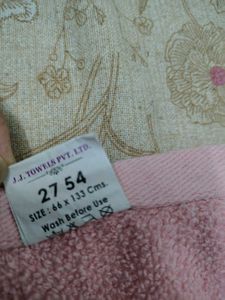 J.J. TOWELS PVT. LTD.
27 54
SIZE : 66 x 133 Cms.
Wash Before Use